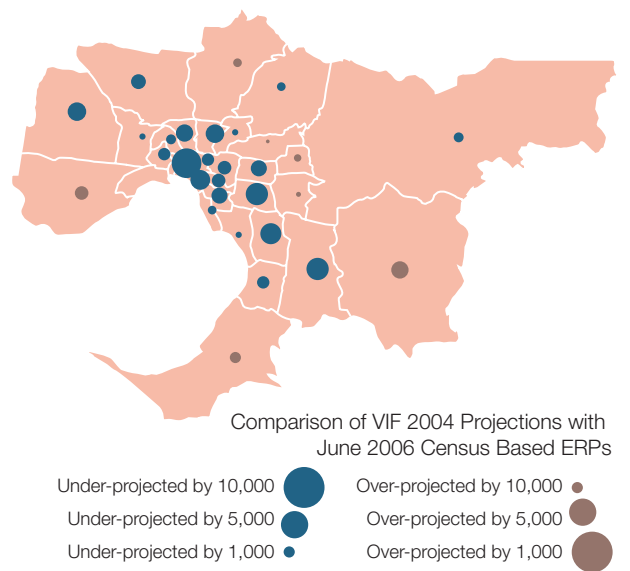 Comparison of VIF 2004 Projections with
June 2006 Census Based ERPs
Under-projected by 10,000
Under-projected by 5,000
Under-projected by 1,000
Over-projected by 10,000
Over-projected by 5,000
Over-projected by 1,000